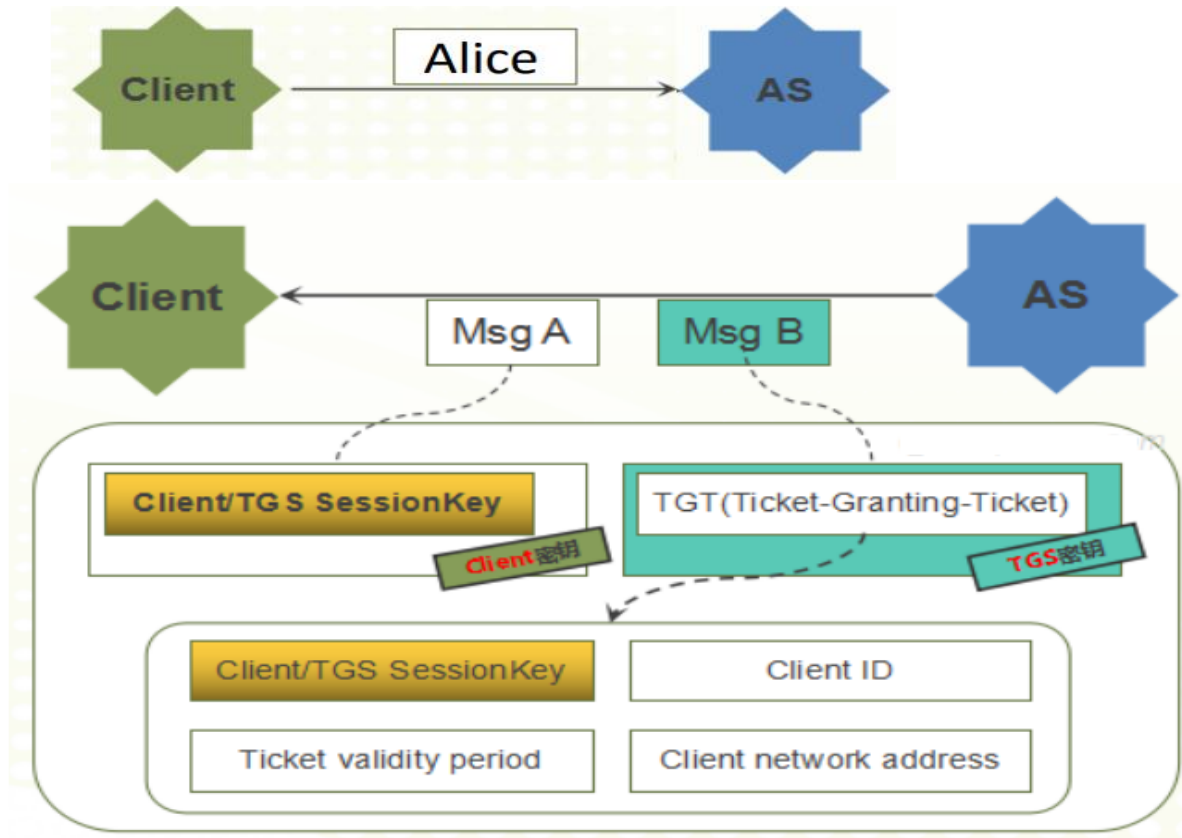 Client
Alice
AS
Client
AS
Msg A
Msg B
Client/TGS SessionKey
TGT(Ticket-Granting-Ticket)
Client密钥
TGS密钥
Client/TGS SessionKey
Client ID
Ticket validity period
Client network address